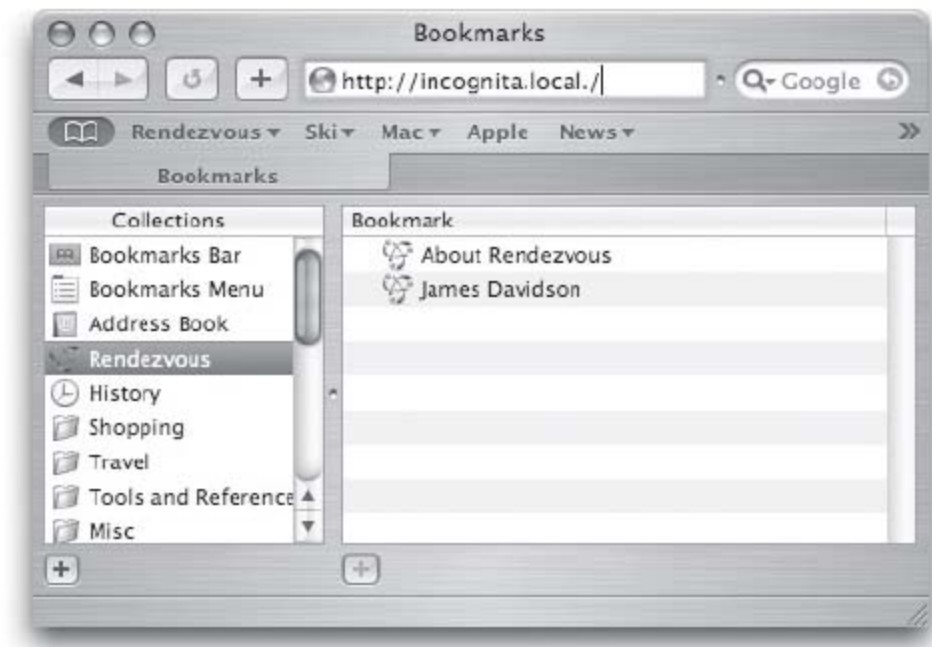 Bookmarks
http://incognita.local./
Google
Rendezvous Ski Mac Apple News
Bookmarks
Collections
Bookmark
Bookmarks Bar
Bookmarks Menu
Address Book
Rendezvous
History
Shopping
Travel
Tools and Reference
Misc
About Rendezvous
James Davidson